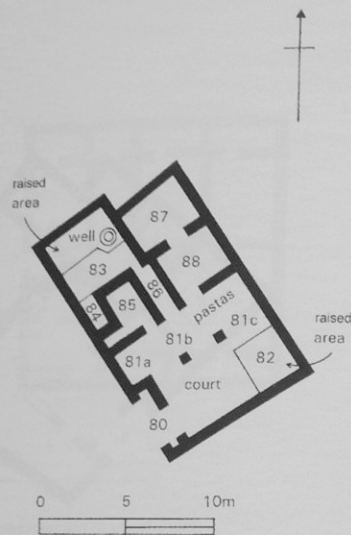 raised
area
well
87
83
88
86
85
84
pastas
81c
81b
81a
82
raised
area
court
80
0 5 10m